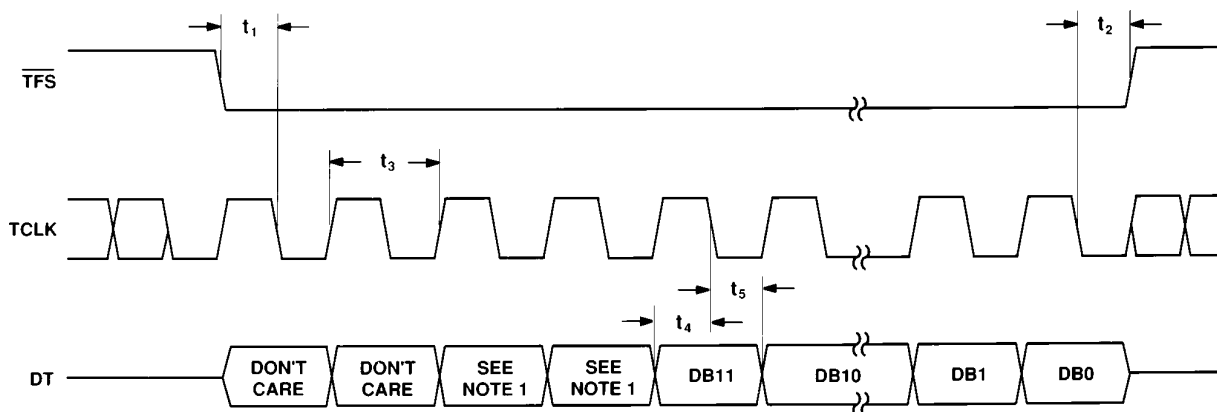 t1
t2
TFS
t3
TCLK
t5
t4
DT
DON'T CARE
DON'T CARE
SEE NOTE 1
SEE NOTE 1
DB11
DB10
DB1
DB0